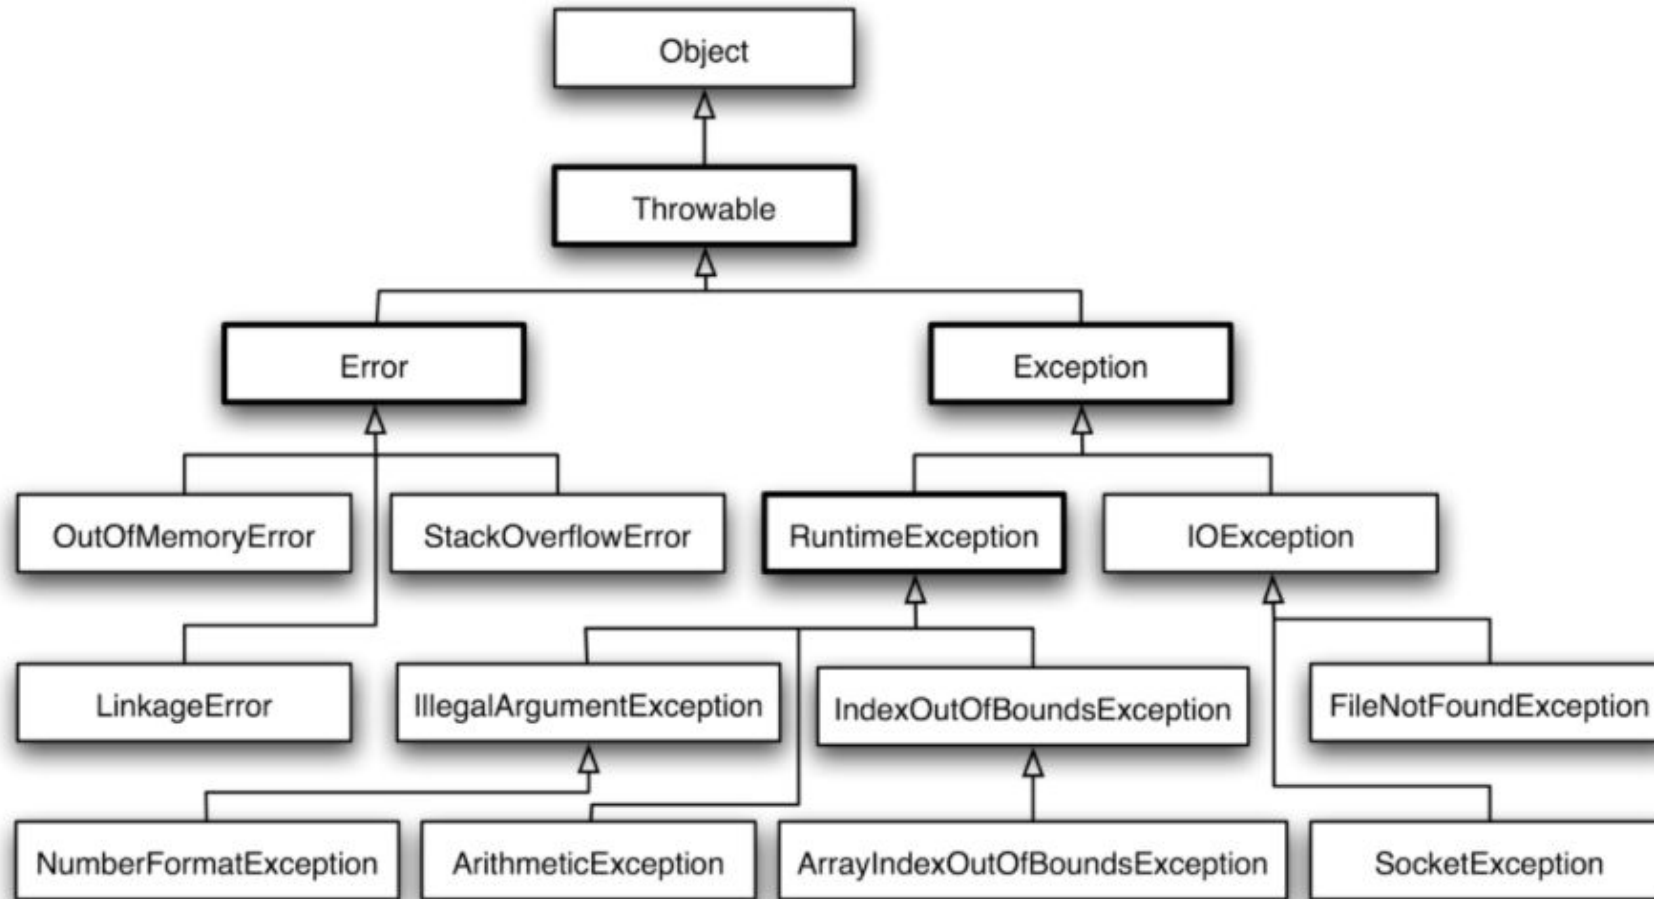 Object
Throwable
Error
Exception
OutOfMemoryError
StackOverflowError
RuntimeException
IOException
LinkageError
IllegalArgumentException
IndexOutOfBoundsException
FileNotFoundException
NumberFormatException
ArithmeticException
ArrayIndexOutOfBoundsException
SocketException